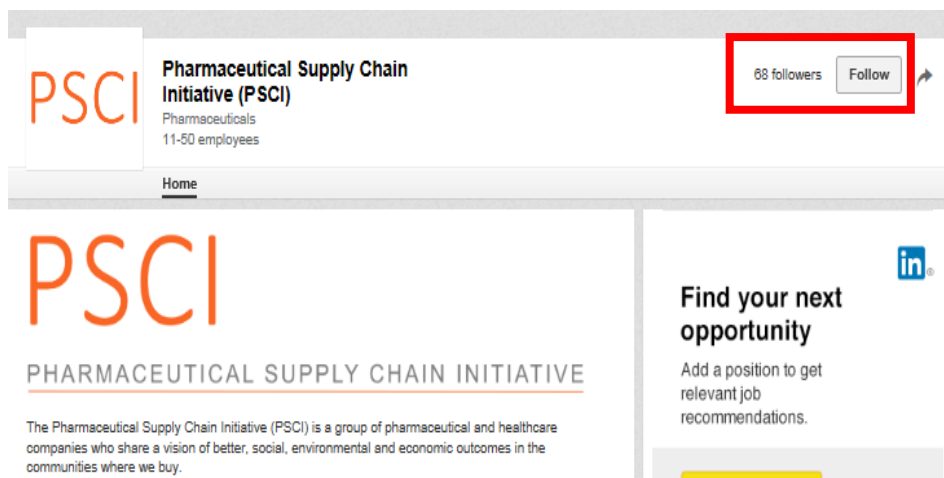 PSCI
Pharmaceutical Supply Chain
Initiative (PSCI)
Pharmaceuticals
11-50 employees
68 followers
Follow
Home
PSCI
PHARMACEUTICAL SUPPLY CHAIN INITIATIVE
The Pharmaceutical Supply Chain Initiative (PSCI) is a group of pharmaceutical and healthcare
companies who share a vision of better, social, environmental and economic outcomes in the
communities where we buy.
in®
Find your next
opportunity
Add a position to get
relevant job
recommendations.